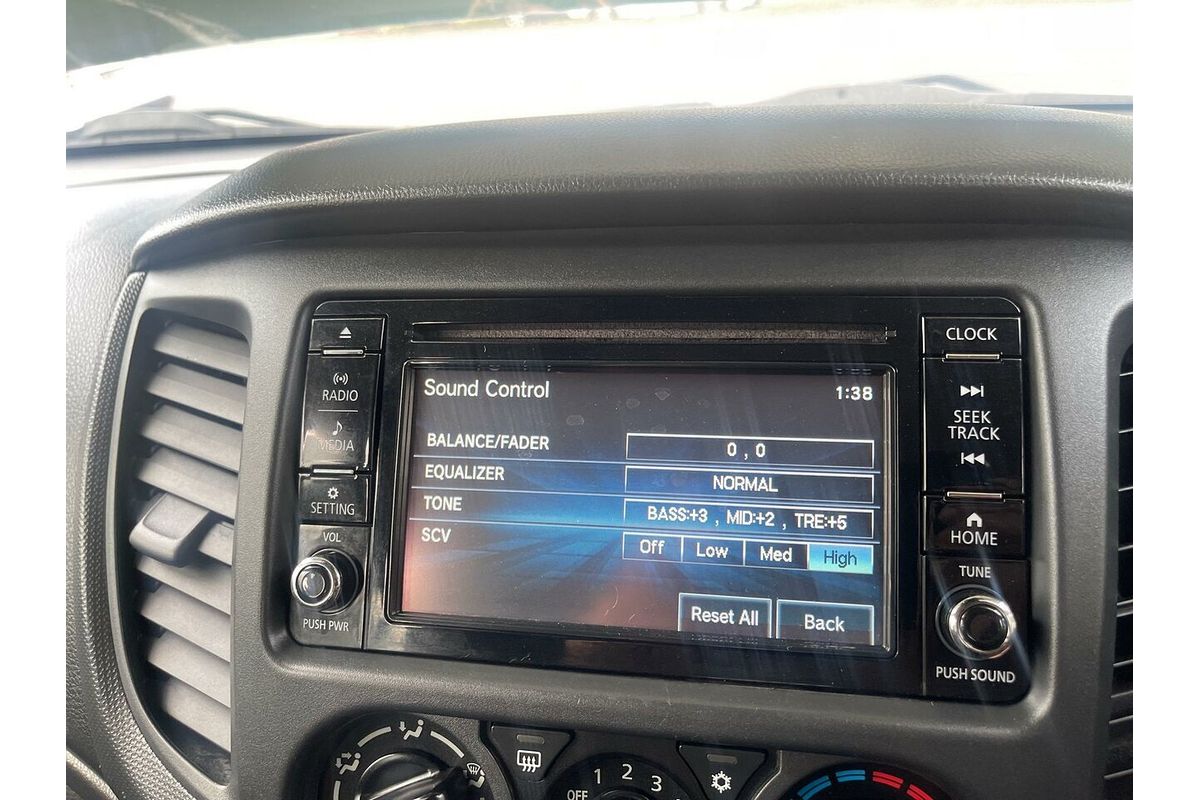 CLOCK
RADIO
MEDIA
SETTING
VOL
PUSH PWR
Sound Control 1:38
BALANCE/FADER 0 , 0
EQUALIZER NORMAL
TONE BASS:+3 , MID:+2 , TRE:+5
SCV Off Low Med High
Reset All Back
SEEK
TRACK
HOME
TUNE
PUSH SOUND
OFF 1 2 3